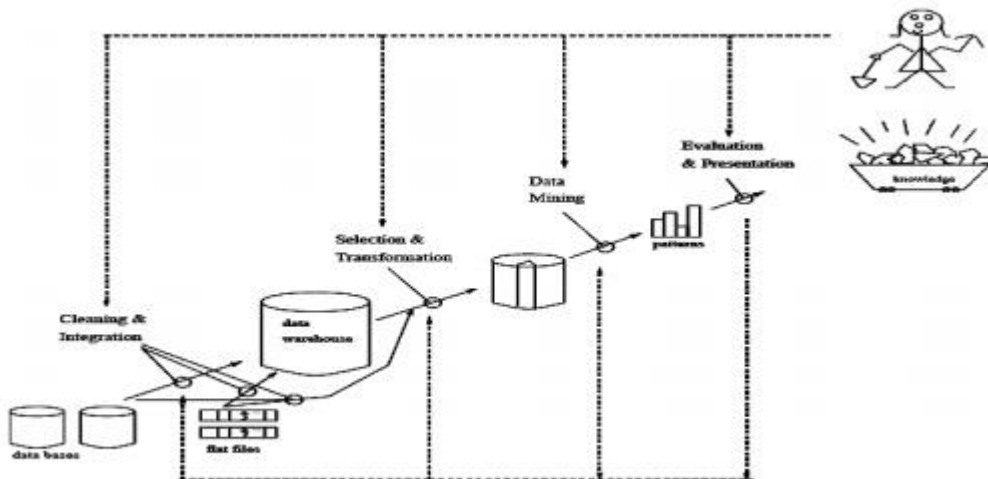 Evaluation
& Presentation
knowledge
Data
Mining
patterns
Selection &
Transformation
Cleaning &
Integration
data
warehouse
data bases
flat files